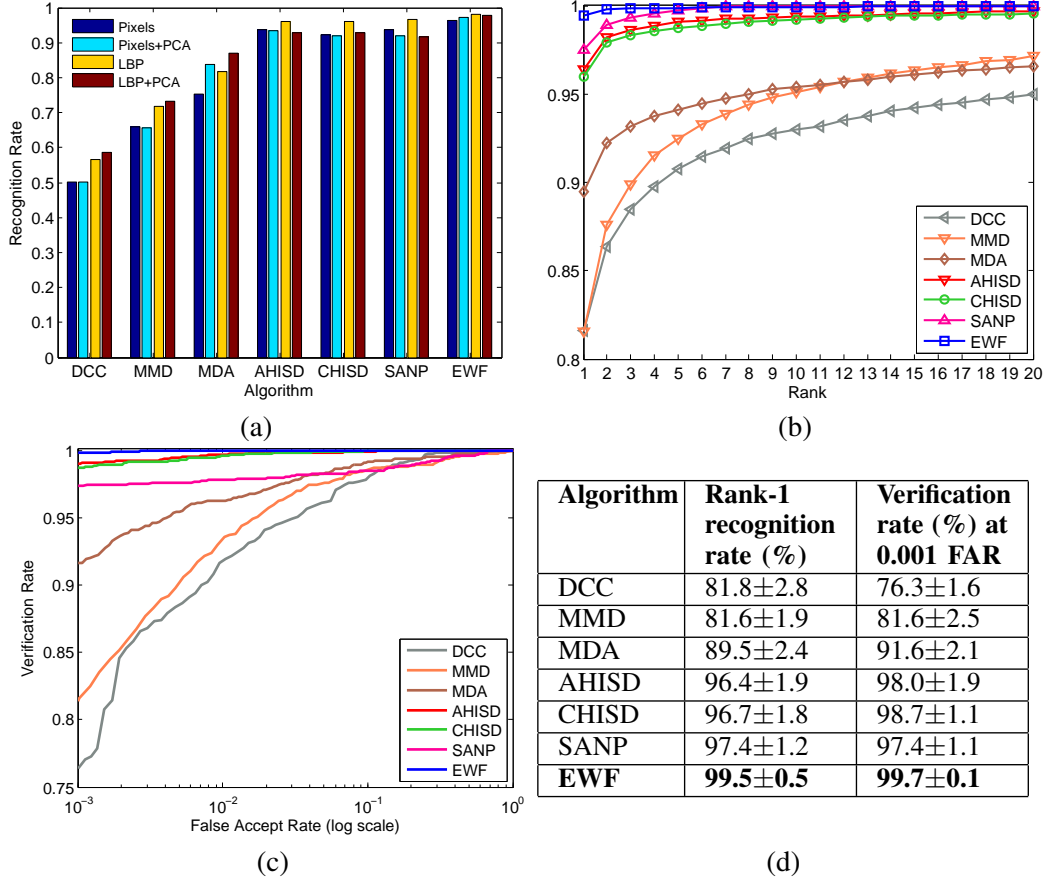 1
0.9
0.8
0.7
0.6
0.5
0.4
0.3
0.2
0.1
0
Recognition Rate
Pixels
Pixels+PCA
LBP
LBP+PCA
DCC MMD MDA AHISD CHISD SANP EWF
Algorithm
(a)
1
0.95
0.9
0.85
0.8
DCC
MMD
MDA
AHISD
CHISD
SANP
EWF
1 2 3 4 5 6 7 8 9 10 11 12 13 14 15 16 17 18 19 20
Rank
(b)
1
0.95
0.9
0.85
0.8
0.75
Verification Rate
DCC
MMD
MDA
AHISD
CHISD
SANP
EWF
10⁻³ 10⁻² 10⁻¹ 10⁰
False Accept Rate (log scale)
(c)
Algorithm Rank-1 Verification
recognition rate (%) at
rate (%) 0.001 FAR
DCC 81.8±2.8 76.3±1.6
MMD 81.6±1.9 81.6±2.5
MDA 89.5±2.4 91.6±2.1
AHISD 96.4±1.9 98.0±1.9
CHISD 96.7±1.8 98.7±1.1
SANP 97.4±1.2 97.4±1.1
EWF 99.5±0.5 99.7±0.1
(d)